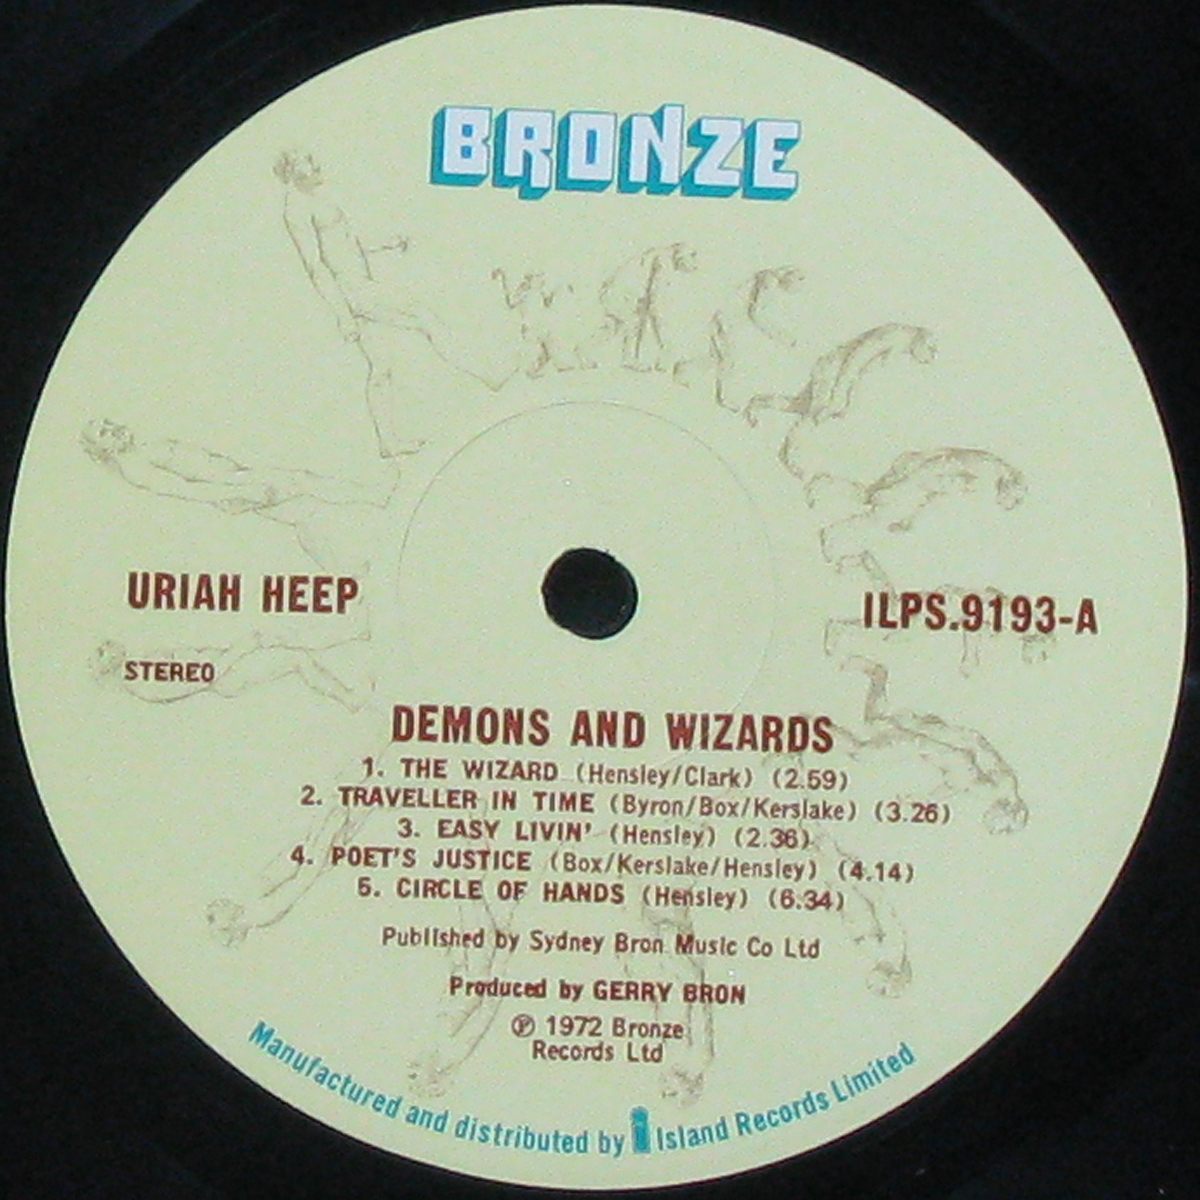 BRONZE
URIAH HEEP
ILPS.9193-A
STEREO
DEMONS AND WIZARDS
1. THE WIZARD (Hensley/Clark) (2.59)
2. TRAVELLER IN TIME (Byron/Box/Kerslake) (3.26)
3. EASY LIVIN' (Hensley) (2.36)
4. POET'S JUSTICE (Box/Kerslake/Hensley) (4.14)
5. CIRCLE OF HANDS (Hensley) (6.34)
Published by Sydney Bron Music Co Ltd
Produced by GERRY BRON
℗ 1972 Bronze
Records Ltd
Manufactured and distributed by i Island Records Limited